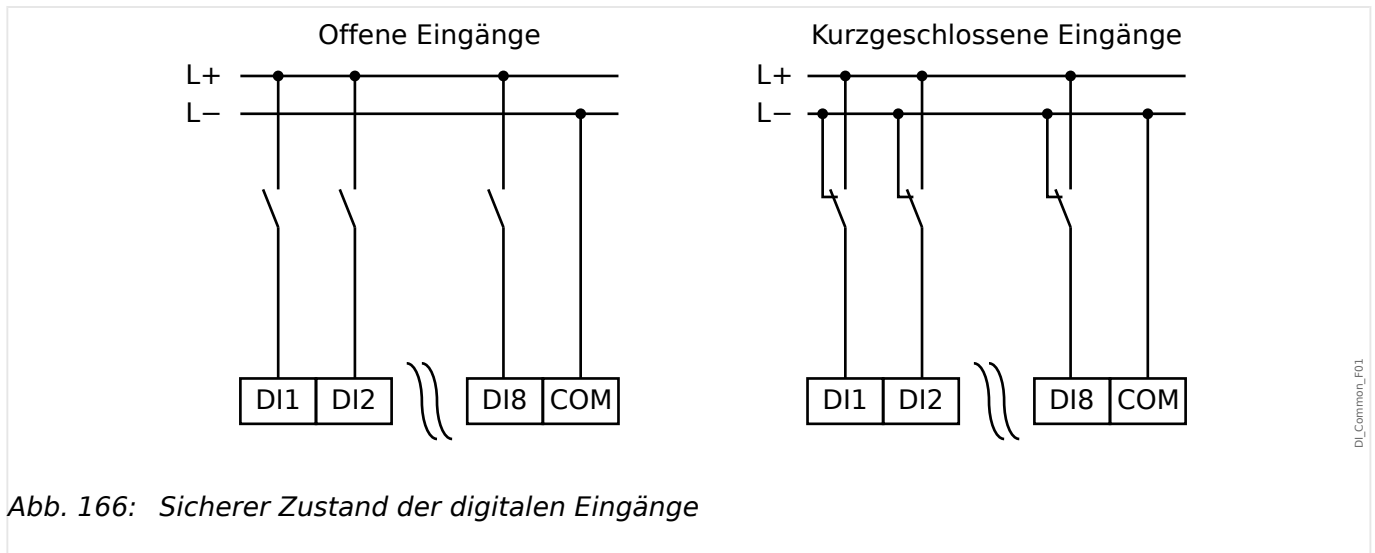 Offene Eingänge
L+
L−
DI1 DI2 DI8 COM
Kurzgeschlossene Eingänge
L+
L−
DI1 DI2 DI8 COM
DI_Common_F01
Abb. 166: Sicherer Zustand der digitalen Eingänge